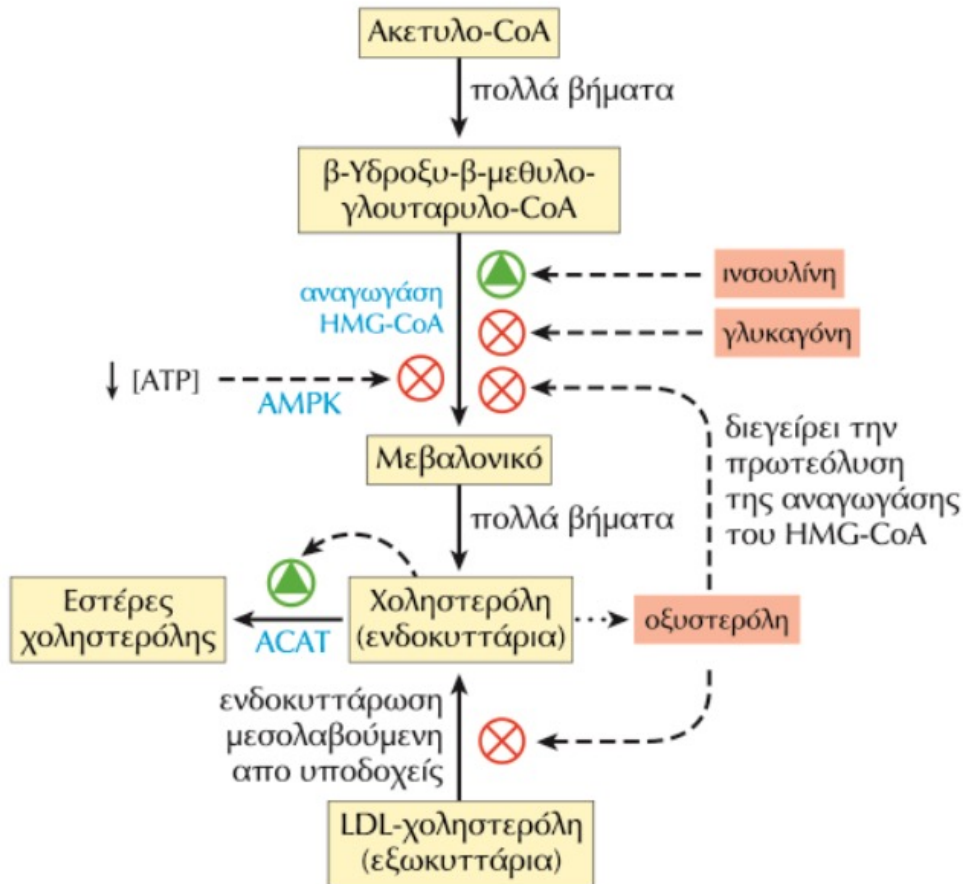 Ακετυλο-CoA
πολλά βήματα
β-Υδροξυ-β-μεθυλο-
γλουταρυλο-CoA
αναγωγάση
HMG-CoA
ινσουλίνη
γλυκαγόνη
[ATP]
AMPK
Μεβαλονικό
διεγείρει την
πρωτεόλυση
της αναγωγάσης
του HMG-CoA
πολλά βήματα
Εστέρες
χοληστερόλης
ACAT
Χοληστερόλη
(ενδοκυττάρια)
οξυστερόλη
ενδοκυττάρωση
μεσολαβούμενη
απο υποδοχείς
LDL-χοληστερόλη
(εξωκυττάρια)